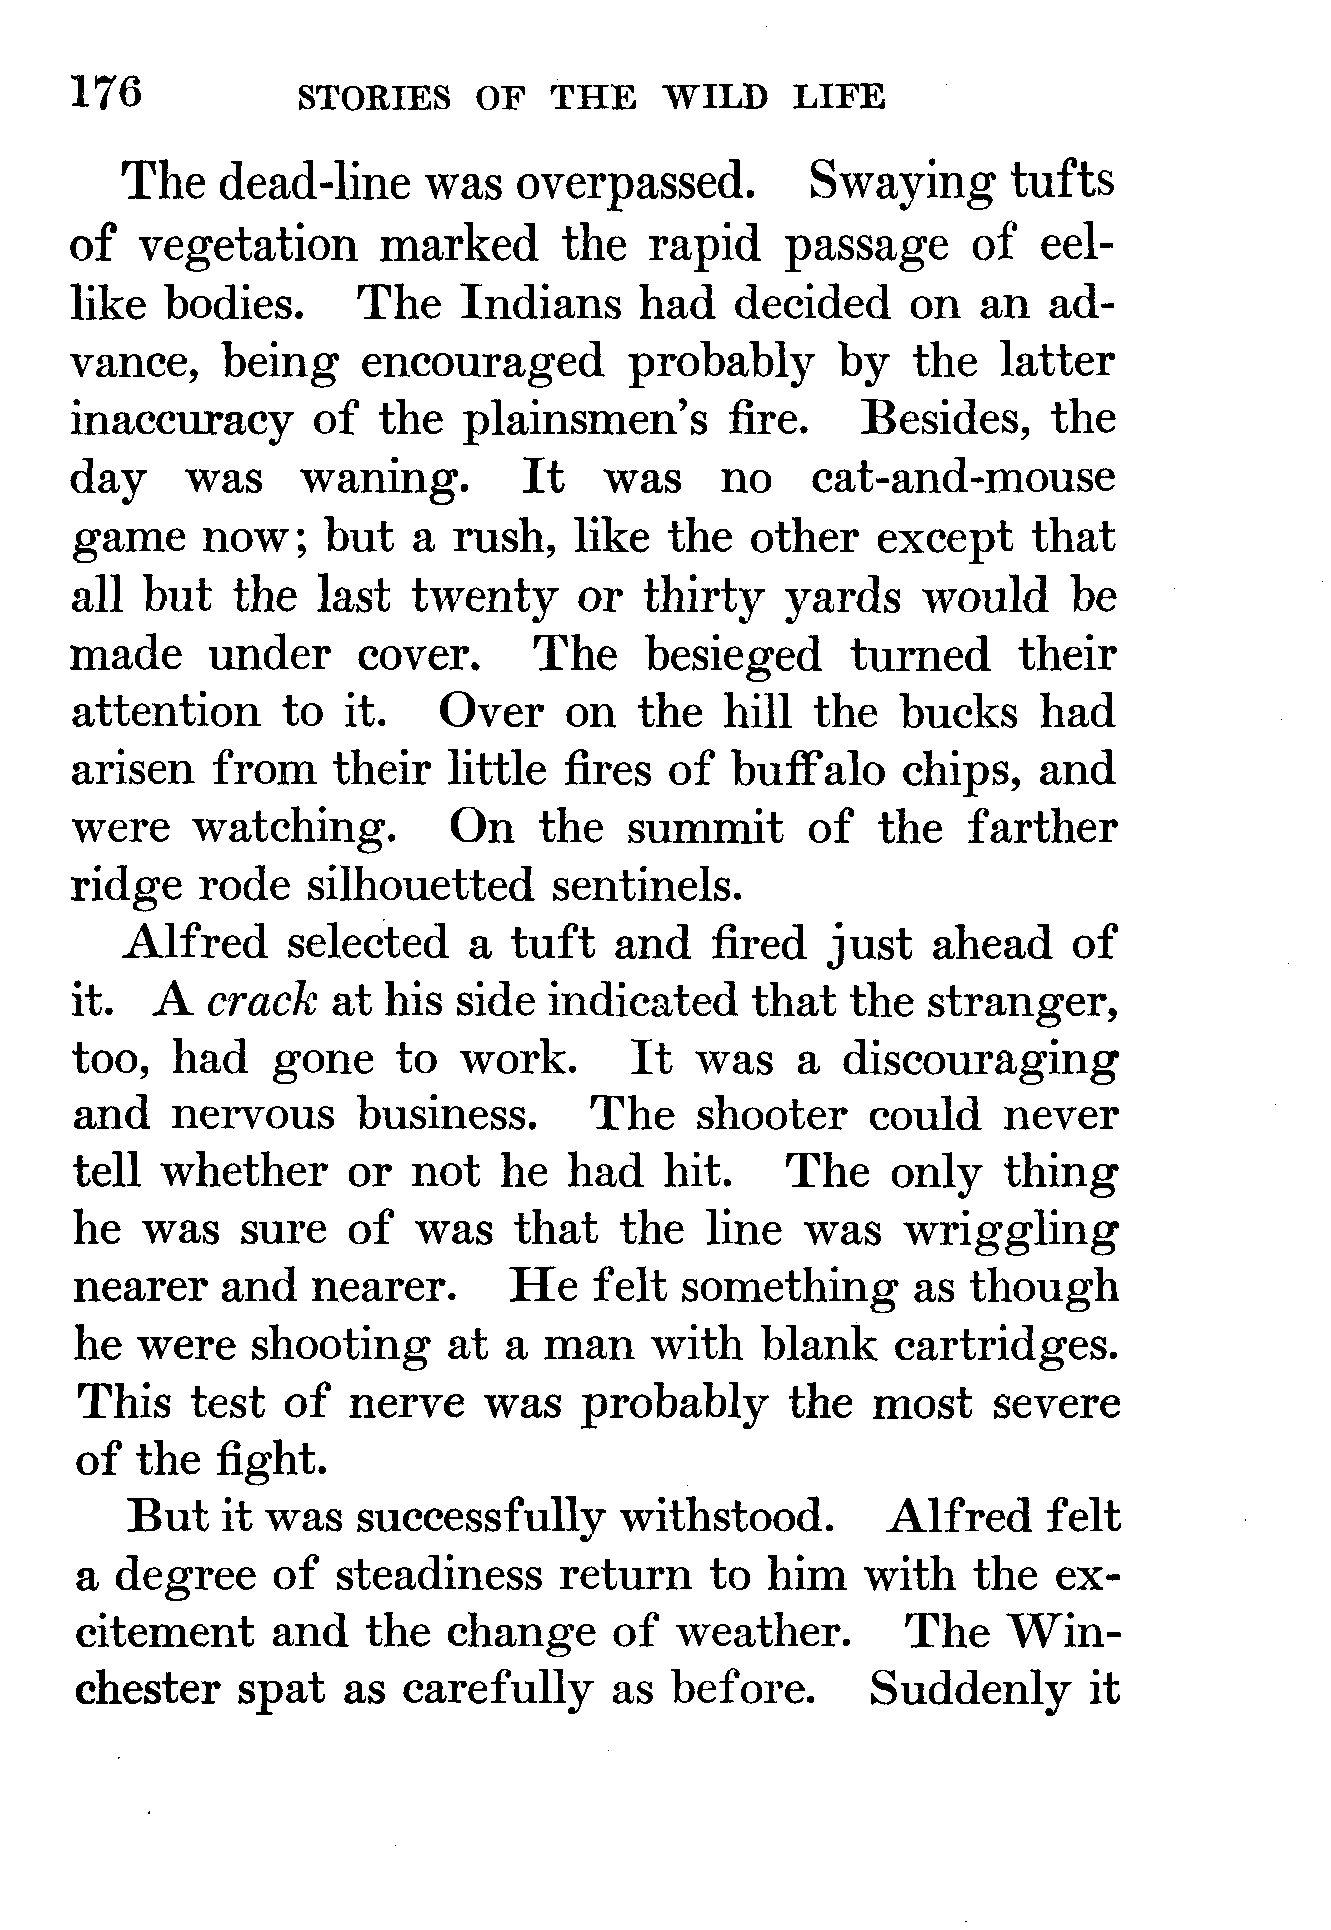 176 STORIES OF THE WILD LIFE
The dead-line was overpassed. Swaying tufts
of vegetation marked the rapid passage of eel-
like bodies. The Indians had decided on an ad-
vance, being encouraged probably by the latter
inaccuracy of the plainsmen's fire. Besides, the
day was waning. It was no cat-and-mouse
game now; but a rush, like the other except that
all but the last twenty or thirty yards would be
made under cover. The besieged turned their
attention to it. Over on the hill the bucks had
arisen from their little fires of buffalo chips, and
were watching. On the summit of the farther
ridge rode silhouetted sentinels.
Alfred selected a tuft and fired just ahead of
it. A crack at his side indicated that the stranger,
too, had gone to work. It was a discouraging
and nervous business. The shooter could never
tell whether or not he had hit. The only thing
he was sure of was that the line was wriggling
nearer and nearer. He felt something as though
he were shooting at a man with blank cartridges.
This test of nerve was probably the most severe
of the fight.
But it was successfully withstood. Alfred felt
a degree of steadiness return to him with the ex-
citement and the change of weather. The Win-
chester spat as carefully as before. Suddenly it